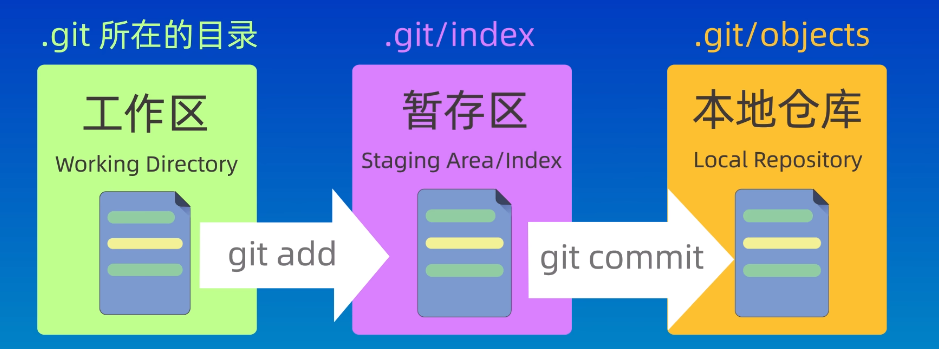 .git 所在的目录
.git/index
.git/objects
工作区
暂存区
本地仓库
Working Directory
Staging Area/Index
Local Repository
git add
git commit